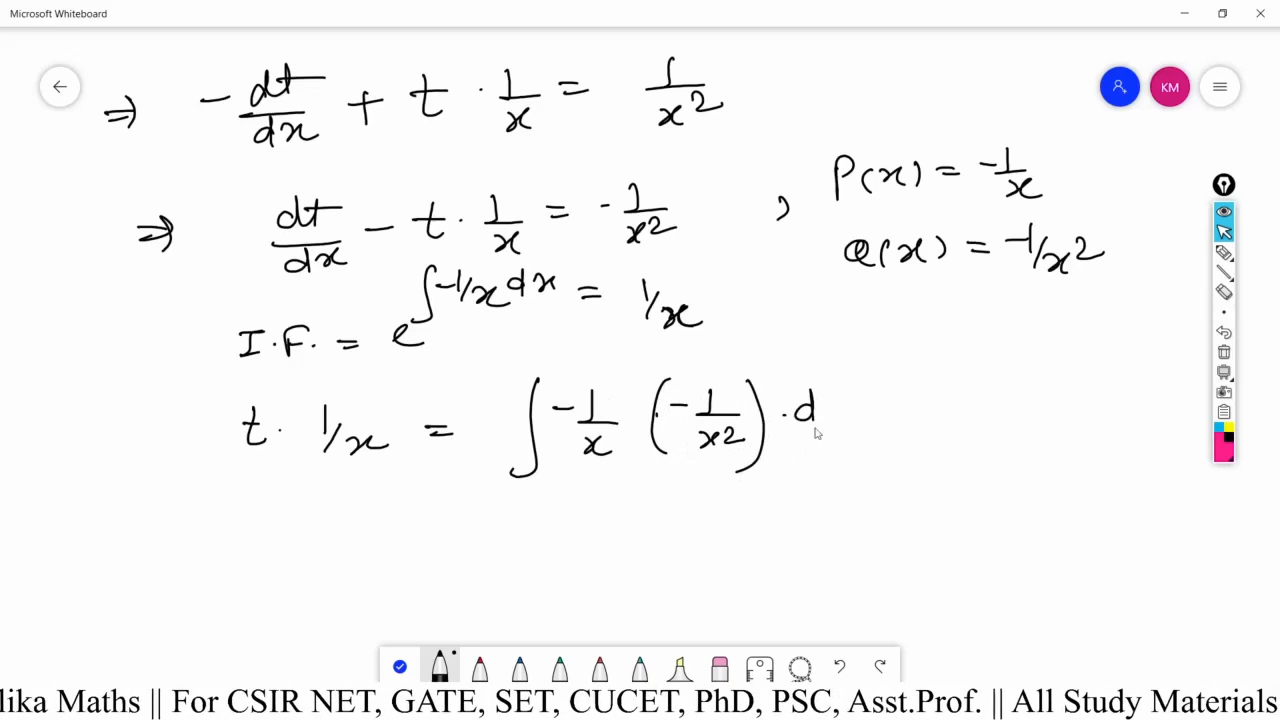 Microsoft Whiteboard
⇒ - dt/dx + t · 1/x = 1/x²
KM
P(x) = -1/x
⇒ dt/dx - t · 1/x = -1/x² ,
Q(x) = -1/x²
I.F. = e^∫-1/x dx = 1/x
t · 1/x = ∫ -1/x (-1/x²) · d
lika Maths || For CSIR NET, GATE, SET, CUCET, PhD, PSC, Asst.Prof. || All Study Materials